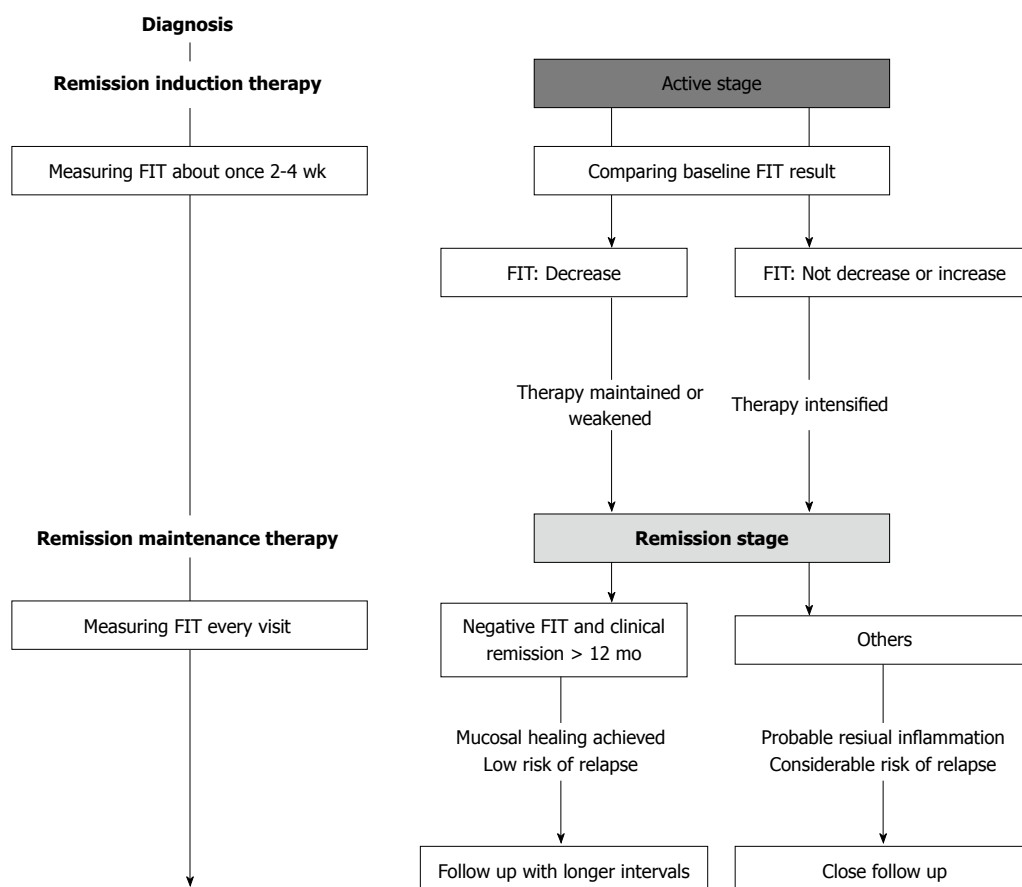 Diagnosis
Remission induction therapy
Active stage
Measuring FIT about once 2-4 wk
Comparing baseline FIT result
FIT: Decrease
FIT: Not decrease or increase
Therapy maintained or
weakened
Therapy intensified
Remission maintenance therapy
Remission stage
Measuring FIT every visit
Negative FIT and clinical
remission > 12 mo
Others
Mucosal healing achieved
Low risk of relapse
Probable resiual inflammation
Considerable risk of relapse
Follow up with longer intervals
Close follow up